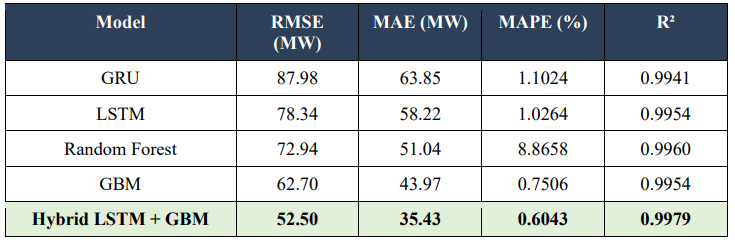 Model RMSE (MW) MAE (MW) MAPE (%) R²
GRU 87.98 63.85 1.1024 0.9941
LSTM 78.34 58.22 1.0264 0.9954
Random Forest 72.94 51.04 8.8658 0.9960
GBM 62.70 43.97 0.7506 0.9954
Hybrid LSTM + GBM 52.50 35.43 0.6043 0.9979